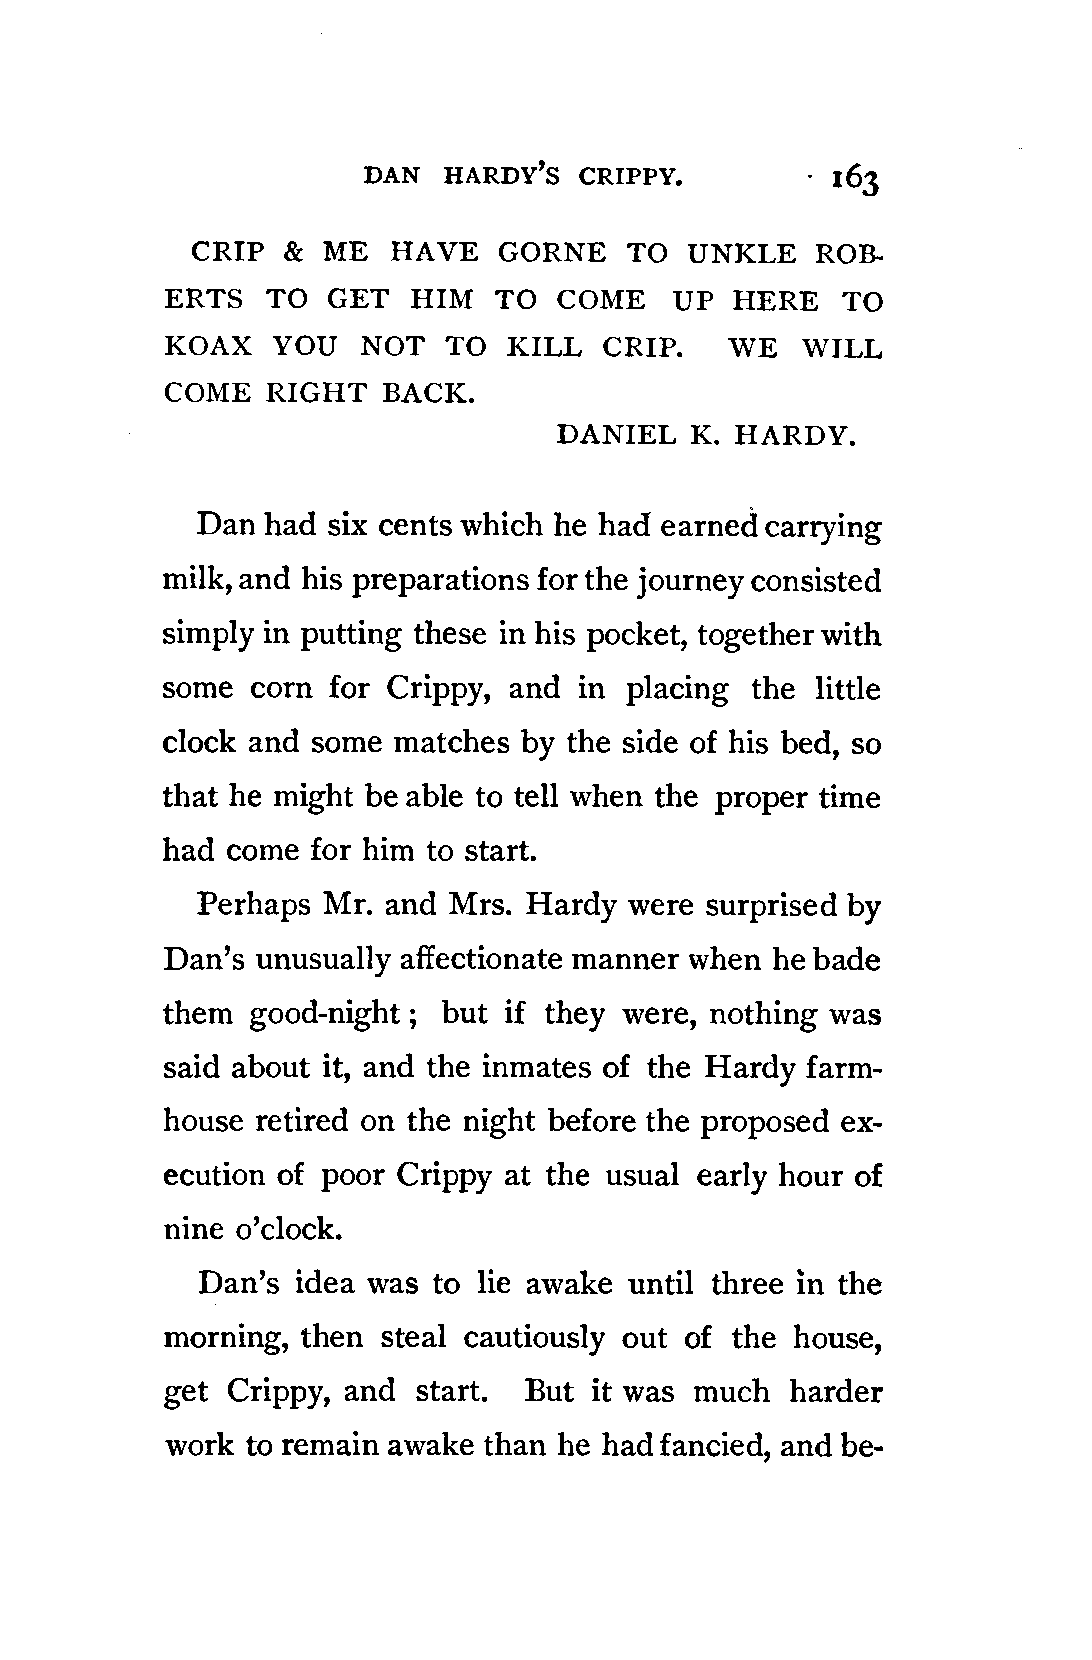 DAN HARDY'S CRIPPY. 163
CRIP & ME HAVE GORNE TO UNKLE ROB-
ERTS TO GET HIM TO COME UP HERE TO
KOAX YOU NOT TO KILL CRIP. WE WILL
COME RIGHT BACK.
DANIEL K. HARDY.
Dan had six cents which he had earned carrying
milk, and his preparations for the journey consisted
simply in putting these in his pocket, together with
some corn for Crippy, and in placing the little
clock and some matches by the side of his bed, so
that he might be able to tell when the proper time
had come for him to start.
Perhaps Mr. and Mrs. Hardy were surprised by
Dan's unusually affectionate manner when he bade
them good-night; but if they were, nothing was
said about it, and the inmates of the Hardy farm-
house retired on the night before the proposed ex-
ecution of poor Crippy at the usual early hour of
nine o'clock.
Dan's idea was to lie awake until three in the
morning, then steal cautiously out of the house,
get Crippy, and start. But it was much harder
work to remain awake than he had fancied, and be-